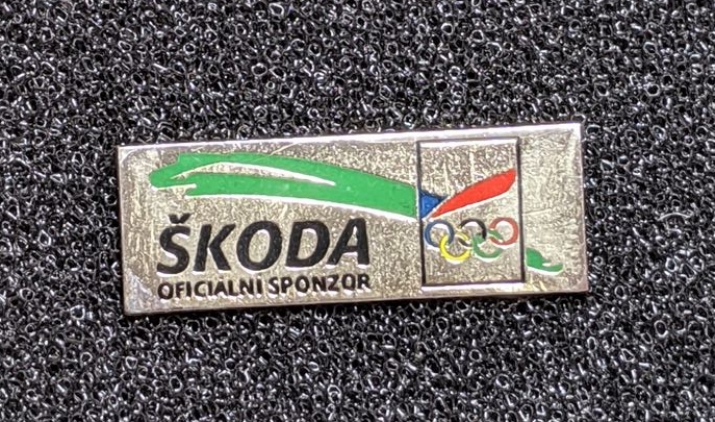 ŠKODA
OFICIALNI SPONZOR